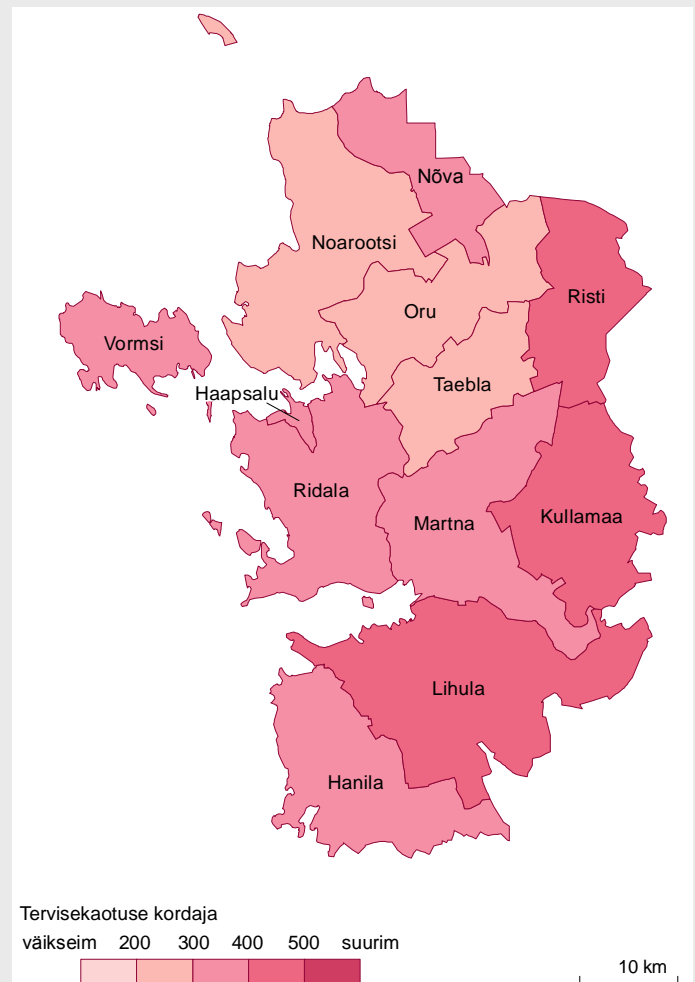 Nõva
Noarootsi
Risti
Oru
Vormsi
Taebla
Haapsalu
Ridala
Kullamaa
Martna
Lihula
Hanila
Tervisekaotuse kordaja
väikseim 200 300 400 500 suurim
10 km